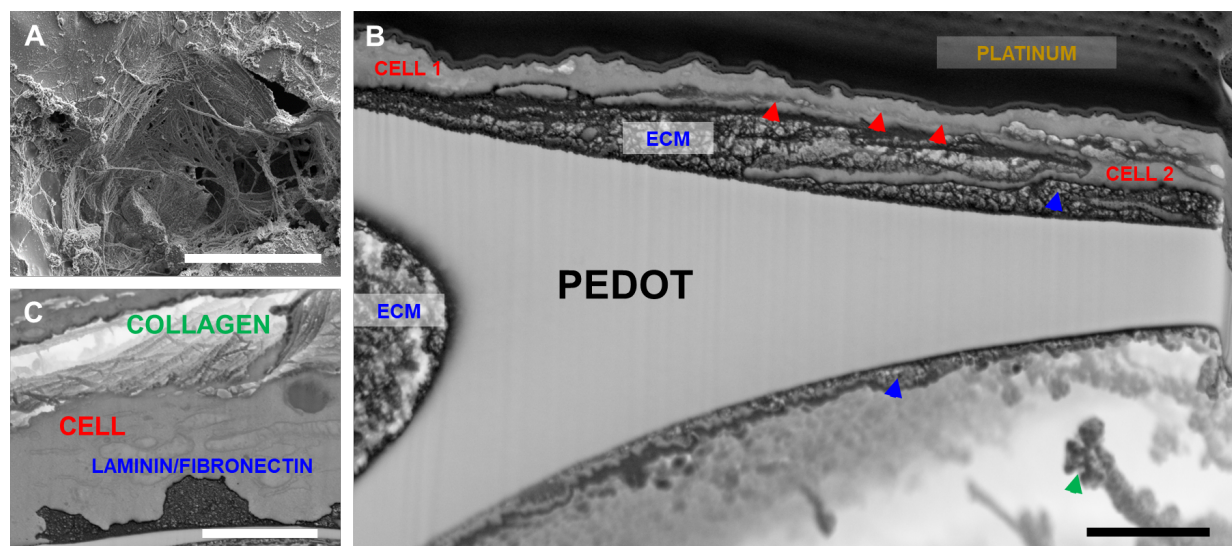 A
B
PLATINUM
CELL 1
ECM
CELL 2
PEDOT
ECM
C
COLLAGEN
CELL
LAMININ/FIBRONECTIN